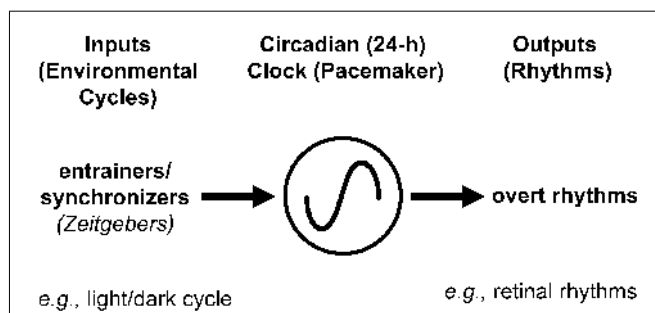 Inputs
(Environmental
Cycles)
Circadian (24-h)
Clock (Pacemaker)
Outputs
(Rhythms)
entrainers/
synchronizers
(Zeitgebers)
overt rhythms
e.g., light/dark cycle
e.g., retinal rhythms